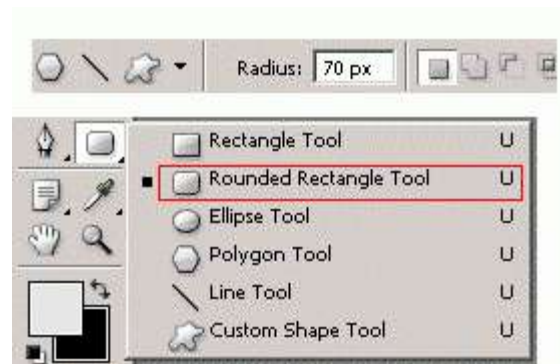 Radius: 70 px
Rectangle Tool U
Rounded Rectangle Tool U
Ellipse Tool U
Polygon Tool U
Line Tool U
Custom Shape Tool U